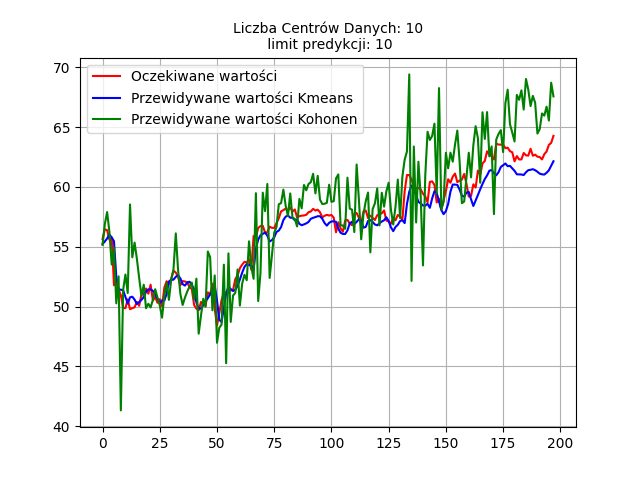 Liczba Centrów Danych: 10
limit predykcji: 10
Oczekiwane wartości
Przewidywane wartości Kmeans
Przewidywane wartości Kohonen
70
65
60
55
50
45
40
0 25 50 75 100 125 150 175 200